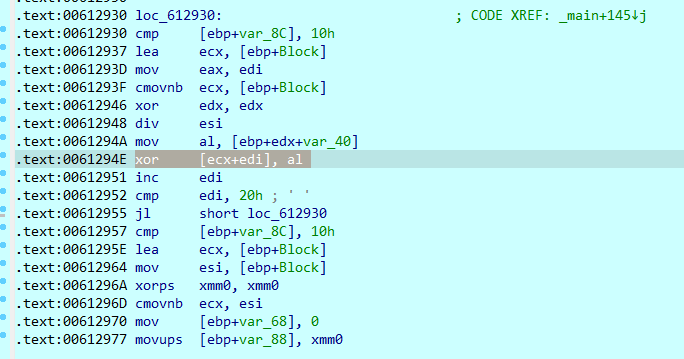 .text:00612930 loc_612930: ; CODE XREF: _main+145↓j
.text:00612930 cmp [ebp+var_8C], 10h
.text:00612937 lea ecx, [ebp+Block]
.text:0061293D mov eax, edi
.text:0061293F cmovnb ecx, [ebp+Block]
.text:00612946 xor edx, edx
.text:00612948 div esi
.text:0061294A mov al, [ebp+edx+var_40]
.text:0061294E xor [ecx+edi], al
.text:00612951 inc edi
.text:00612952 cmp edi, 20h ; ' '
.text:00612955 jl short loc_612930
.text:00612957 cmp [ebp+var_8C], 10h
.text:0061295E lea ecx, [ebp+Block]
.text:00612964 mov esi, [ebp+Block]
.text:0061296A xorps xmm0, xmm0
.text:0061296D cmovnb ecx, esi
.text:00612970 mov [ebp+var_68], 0
.text:00612977 movups [ebp+var_88], xmm0